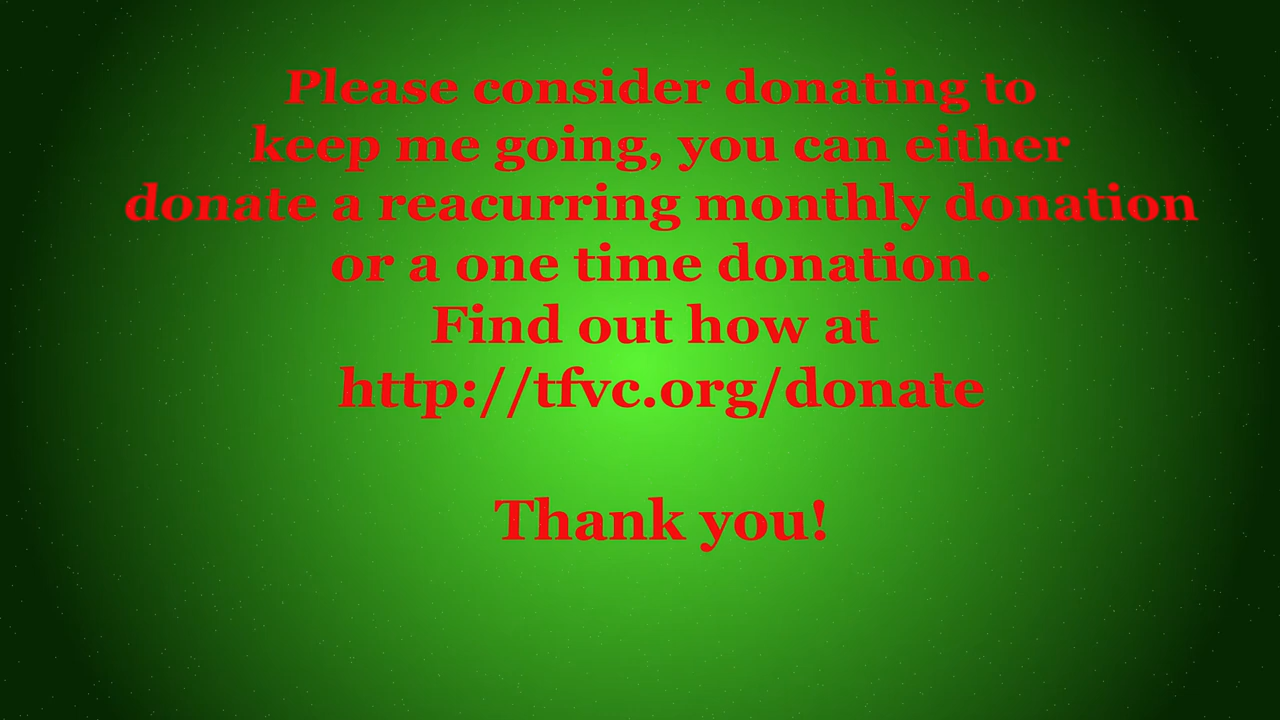 Please consider donating to
keep me going, you can either
donate a reacurring monthly donation
or a one time donation.
Find out how at
http://tfvc.org/donate
Thank you!